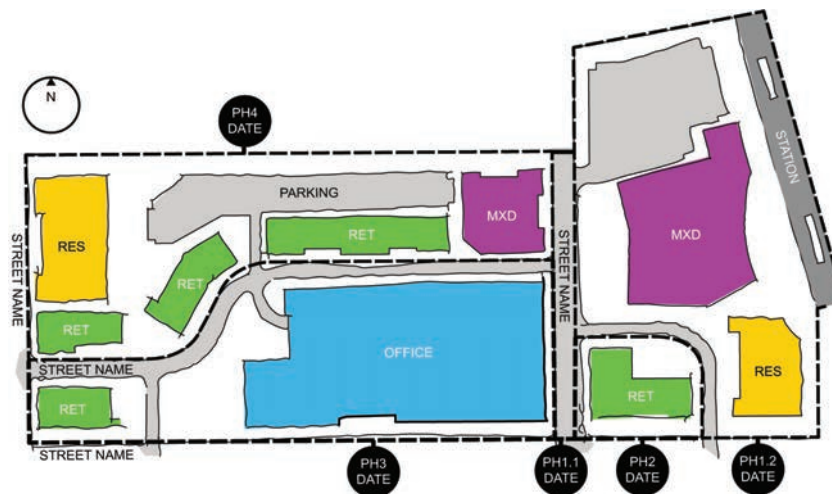 N
PH4
DATE
STATION
PARKING
RES
MXD
RET
MXD
RET
STREET NAME
STREET NAME
RET
OFFICE
STREET NAME
RES
RET
RET
STREET NAME
PH3
DATE
PH1.1
DATE
PH2
DATE
PH1.2
DATE